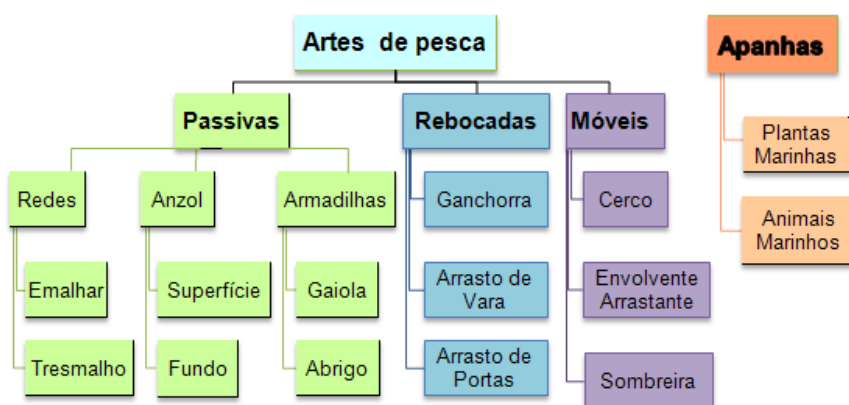 Artes de pesca
Apanhas
Passivas
Rebocadas
Móveis
Plantas
Marinhas
Redes
Anzol
Armadilhas
Ganchorra
Cerco
Animais
Marinhos
Emalhar
Superfície
Gaiola
Arrasto de
Vara
Envolvente
Arrastante
Tresmalho
Fundo
Abrigo
Arrasto de
Portas
Sombreira